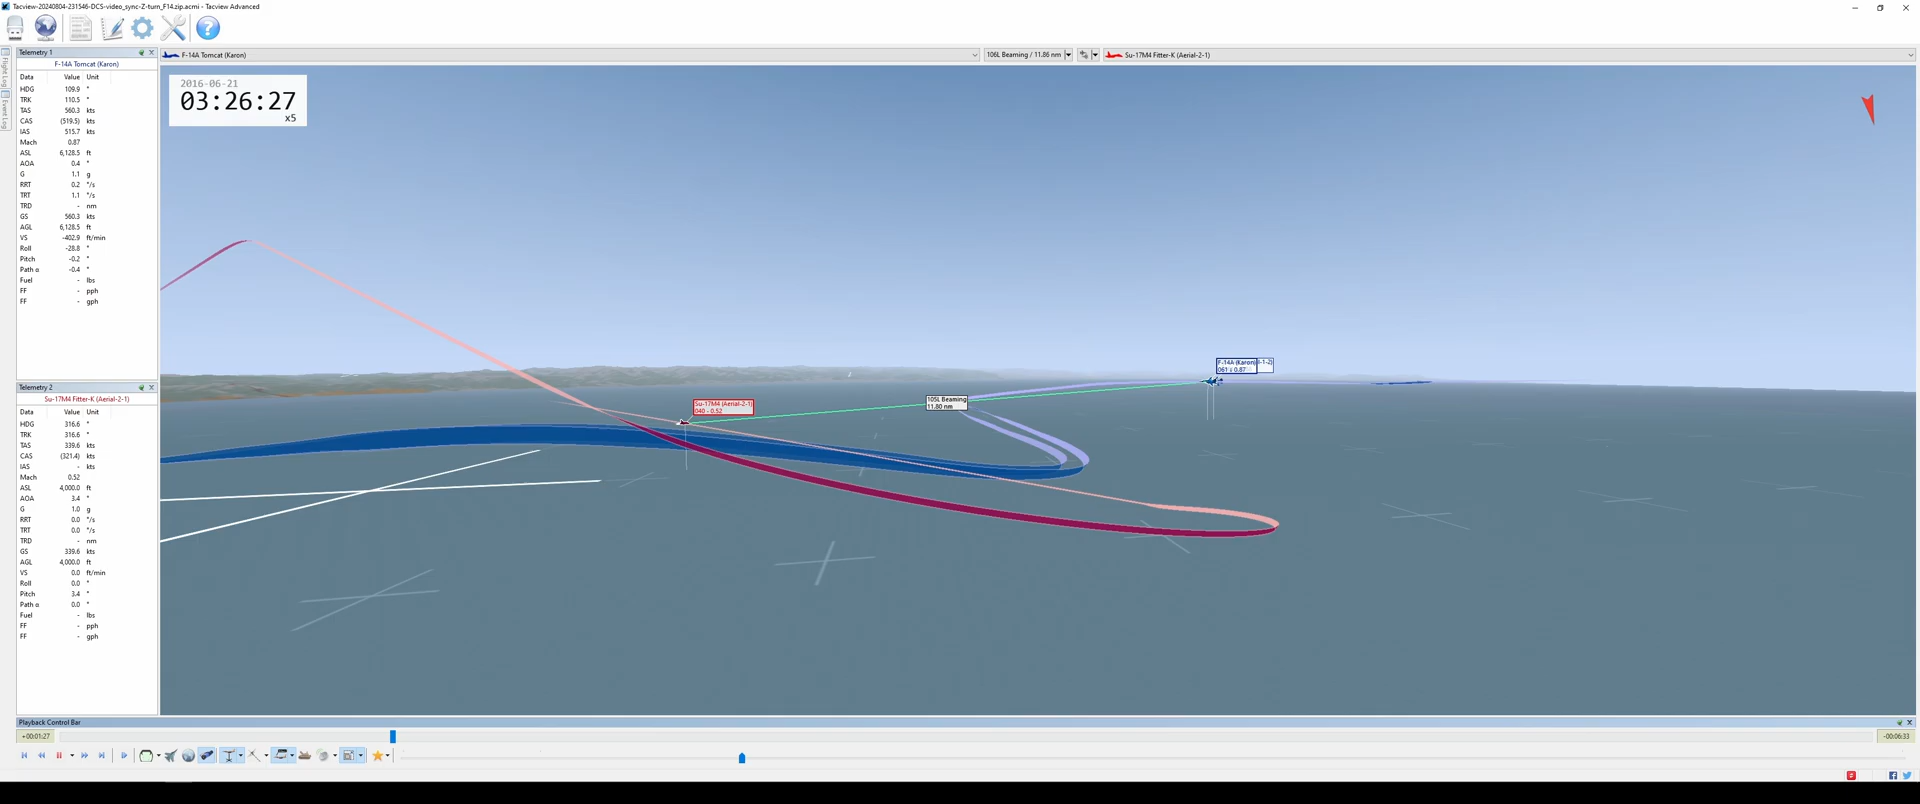 Tacview-20240804-231546-DCS-video_sync-Z-turn_F14.zip.acmi - Tacview Advanced
Flight Log
Event Log
Telemetry 1
F-14A Tomcat (Karon)
Data Value Unit
HDG 109.9 °
TRK 110.5 °
TAS 560.3 kts
CAS (519.5) kts
IAS 515.7 kts
Mach 0.87
ASL 6,128.5 ft
AOA 0.4 °
G 1.1 g
RRT 0.2 °/s
TRT 1.1 °/s
TRD - nm
GS 560.3 kts
AGL 6,128.5 ft
VS -402.9 ft/min
Roll -28.8 °
Pitch -0.2 °
Path α -0.4 °
Fuel - lbs
FF - pph
FF - gph
Telemetry 2
Su-17M4 Fitter-K (Aerial-2-1)
Data Value Unit
HDG 316.6 °
TRK 316.6 °
TAS 339.6 kts
CAS (321.4) kts
IAS - kts
Mach 0.52
ASL 4,000.0 ft
AOA 3.4 °
G 1.0 g
RRT 0.0 °/s
TRT 0.0 °/s
TRD - nm
GS 339.6 kts
AGL 4,000.0 ft
VS 0.0 ft/min
Roll 0.0 °
Pitch 3.4 °
Path α 0.0 °
Fuel - lbs
FF - pph
FF - gph
F-14A Tomcat (Karon)
106L Beaming / 11.86 nm
Su-17M4 Fitter-K (Aerial-2-1)
2016-06-21
03:26:27
x5
F-14A (Karon)
061 - 0.87
Su-17M4 (Aerial-2-1)
040 - 0.52
105L Beaming
11.80 nm
Playback Control Bar
+00:01:27
-00:06:33